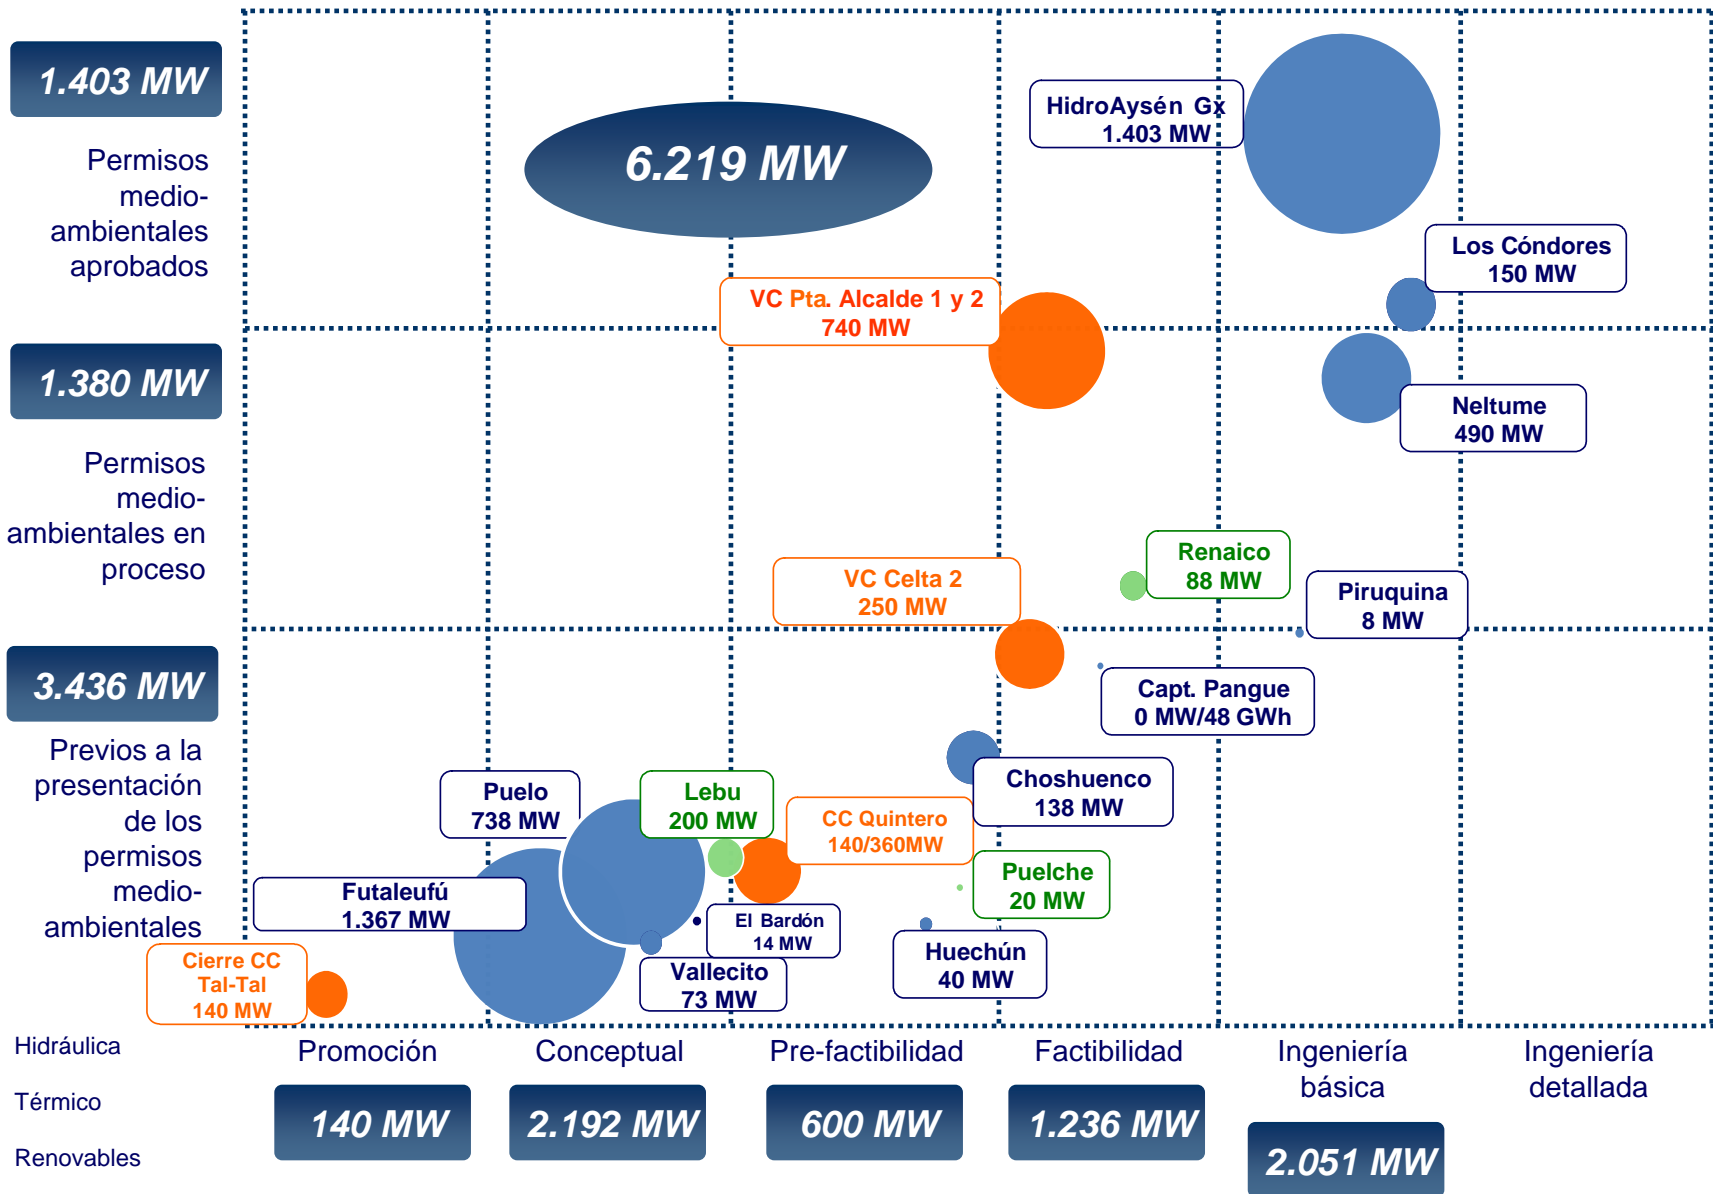 1.403 MW
Permisos
medio-
ambientales
aprobados
6.219 MW
HidroAysén Gx
1.403 MW
Los Cóndores
150 MW
VC Pta. Alcalde 1 y 2
740 MW
1.380 MW
Permisos
medio-
ambientales en
proceso
Neltume
490 MW
Renaico
88 MW
VC Celta 2
250 MW
Piruquina
8 MW
3.436 MW
Previos a la
presentación
de los
permisos
medio-
ambientales
Capt. Pangue
0 MW/48 GWh
Choshuenco
138 MW
Puelo
738 MW
Lebu
200 MW
CC Quintero
140/360MW
Puelche
20 MW
Futaleufú
1.367 MW
El Bardón
14 MW
Huechún
40 MW
Vallecito
73 MW
Cierre CC
Tal-Tal
140 MW
Hidráulica
Térmico
Renovables
Promoción
Conceptual
Pre-factibilidad
Factibilidad
Ingeniería
básica
Ingeniería
detallada
140 MW
2.192 MW
600 MW
1.236 MW
2.051 MW